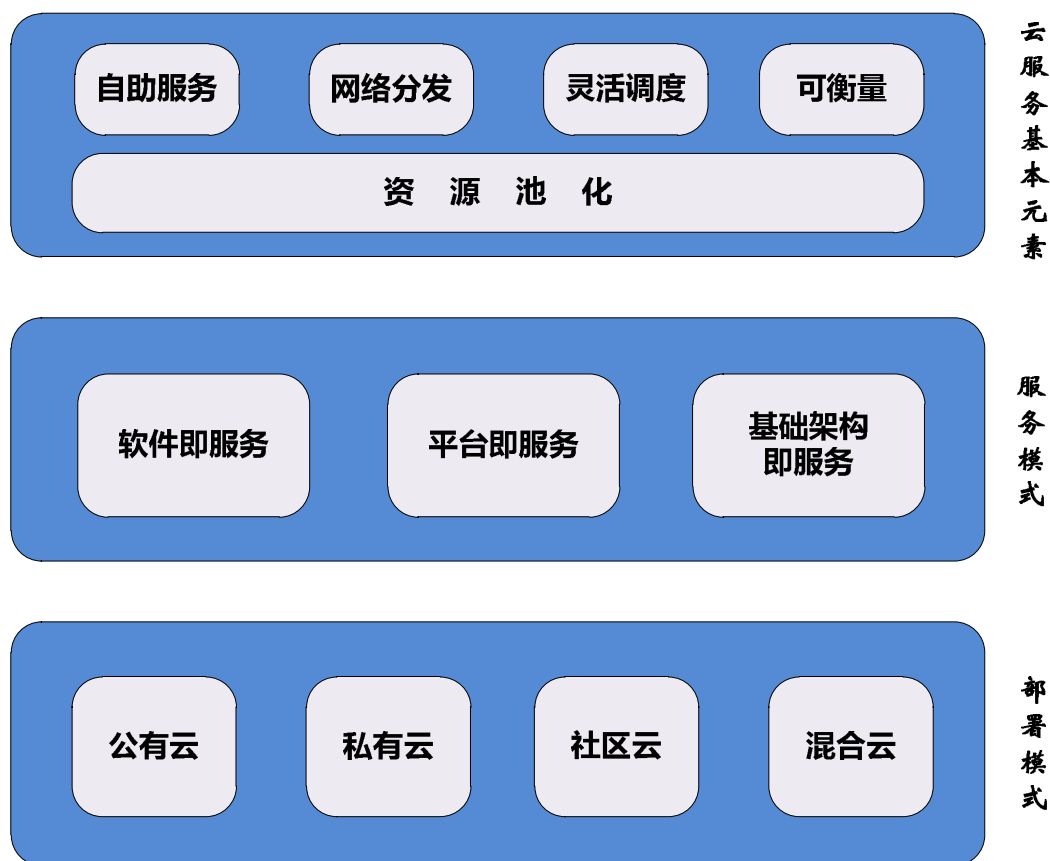 自助服务
网络分发
灵活调度
可衡量
资 源 池 化
云服务基本元素
软件即服务
平台即服务
基础架构
即服务
服务模式
公有云
私有云
社区云
混合云
部署模式